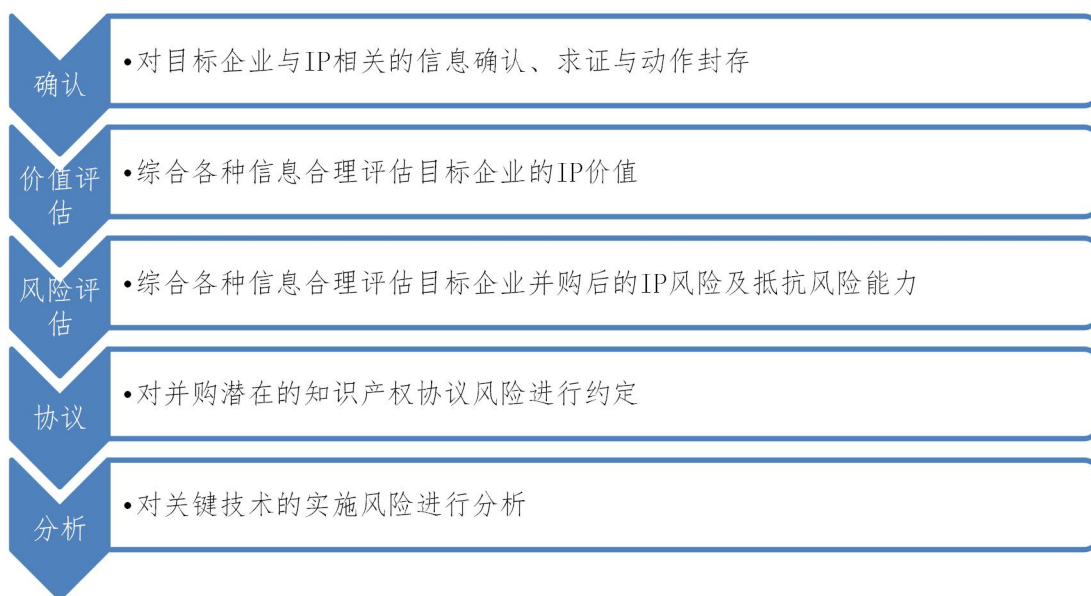 确认
•对目标企业与IP相关的信息确认、求证与动作封存
价值评
估
•综合各种信息合理评估目标企业的IP价值
风险评
估
•综合各种信息合理评估目标企业并购后的IP风险及抵抗风险能力
协议
•对并购潜在的知识产权协议风险进行约定
分析
•对关键技术的实施风险进行分析